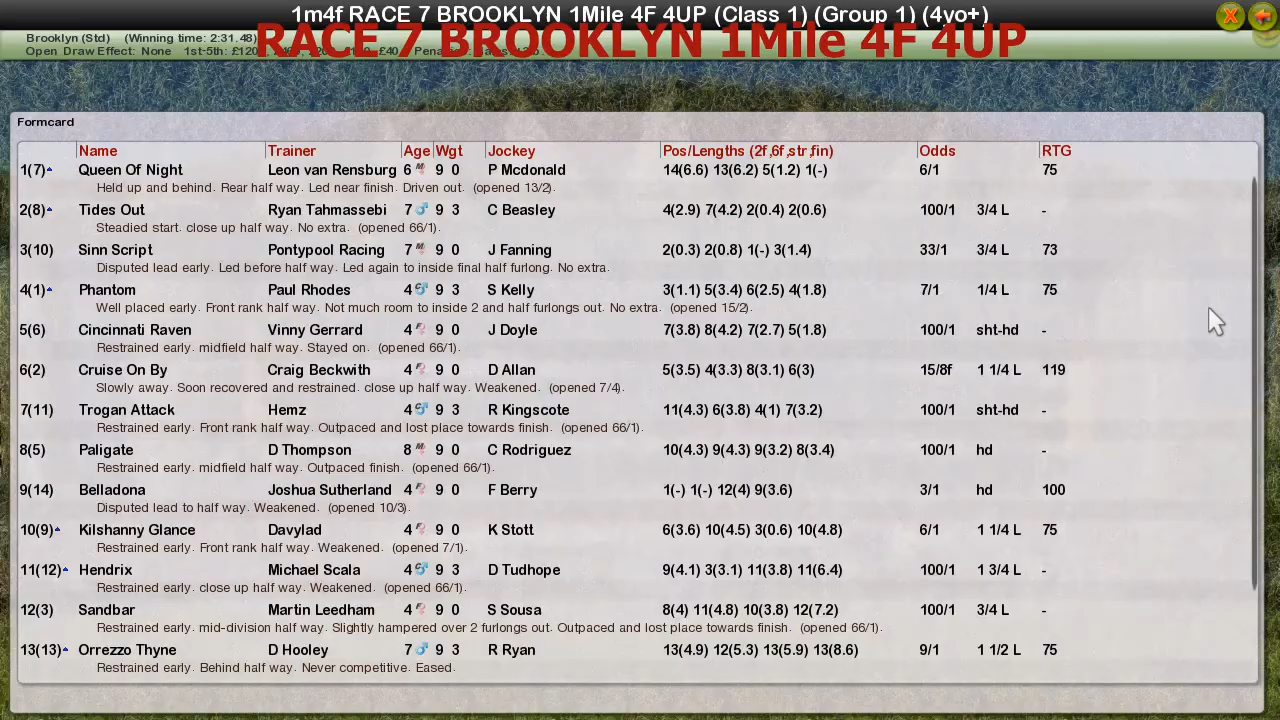 1m4f RACE 7 BROOKLYN 1Mile 4F 4UP (Class 1) (Group 1) (4yo+)
RACE 7 BROOKLYN 1Mile 4F 4UP
Brooklyn (Std) (Winning time: 2:31.48)
Open Draw Effect: None 1st-5th:
Formcard
Name Trainer Age Wgt Jockey Pos/Lengths (2f,6f,str,fin) Odds RTG
1(7) Queen Of Night Leon van Rensburg 6 9 0 P Mcdonald 14(6.6) 13(6.2) 5(1.2) 1(-) 6/1 75
Held up and behind. Rear half way. Led near finish. Driven out. (opened 13/2).
2(8) Tides Out Ryan Tahmassebi 7 9 3 C Beasley 4(2.9) 7(4.2) 2(0.4) 2(0.6) 100/1 3/4 L -
Steadied start. close up half way. No extra. (opened 66/1).
3(10) Sinn Script Pontypool Racing 7 9 0 J Fanning 2(0.3) 2(0.8) 1(-) 3(1.4) 33/1 3/4 L 73
Disputed lead early. Led before half way. Led again to inside final half furlong. No extra.
4(1) Phantom Paul Rhodes 4 9 3 S Kelly 3(1.1) 5(3.4) 6(2.5) 4(1.8) 7/1 1/4 L 75
Well placed early. Front rank half way. Not much room to inside 2 and half furlongs out. No extra. (opened 15/2).
5(6) Cincinnati Raven Vinny Gerrard 4 9 0 J Doyle 7(3.8) 8(4.2) 7(2.7) 5(1.8) 100/1 sht-hd -
Restrained early. midfield half way. Stayed on. (opened 66/1).
6(2) Cruise On By Craig Beckwith 4 9 0 D Allan 5(3.5) 4(3.3) 8(3.1) 6(3) 15/8f 1 1/4 L 119
Slowly away. Soon recovered and restrained. close up half way. Weakened. (opened 7/4).
7(11) Trogan Attack Hemz 4 9 3 R Kingscote 11(4.3) 6(3.8) 4(1) 7(3.2) 100/1 sht-hd -
Restrained early. Front rank half way. Outpaced and lost place towards finish. (opened 66/1).
8(5) Paligate D Thompson 8 9 0 C Rodriguez 10(4.3) 9(4.3) 9(3.2) 8(3.4) 100/1 hd -
Restrained early. midfield half way. Outpaced finish. (opened 66/1).
9(14) Belladona Joshua Sutherland 4 9 0 F Berry 1(-) 1(-) 12(4) 9(3.6) 3/1 hd 100
Disputed lead to half way. Weakened. (opened 10/3).
10(9) Kilshanny Glance Davylad 4 9 0 K Stott 6(3.6) 10(4.5) 3(0.6) 10(4.8) 6/1 1 1/4 L 75
Restrained early. Front rank half way. Weakened. (opened 7/1).
11(12) Hendrix Michael Scala 4 9 3 D Tudhope 9(4.1) 3(3.1) 11(3.8) 11(6.4) 100/1 1 3/4 L -
Restrained early. close up half way. Weakened. (opened 66/1).
12(3) Sandbar Martin Leedham 4 9 0 S Sousa 8(4) 11(4.8) 10(3.8) 12(7.2) 100/1 3/4 L -
Restrained early. mid-division half way. Slightly hampered over 2 furlongs out. Outpaced and lost place towards finish. (opened 66/1).
13(13) Orrezzo Thyne D Hooley 7 9 3 R Ryan 13(4.9) 12(5.3) 13(5.9) 13(8.6) 9/1 1 1/2 L 75
Restrained early. Behind half way. Never competitive. Eased.